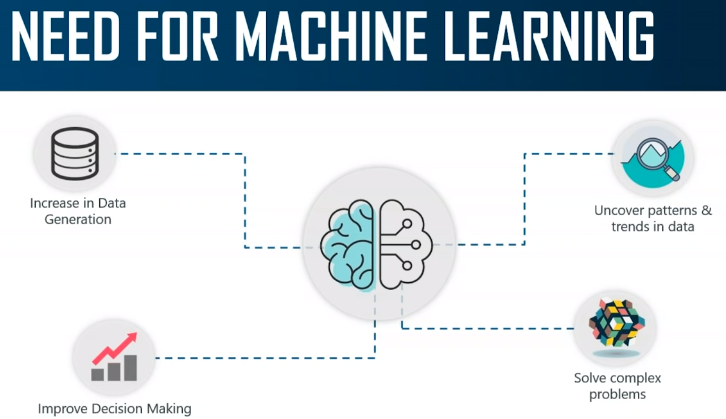 NEED FOR MACHINE LEARNING
Increase in Data
Generation
Uncover patterns &
trends in data
Improve Decision Making
Solve complex
problems